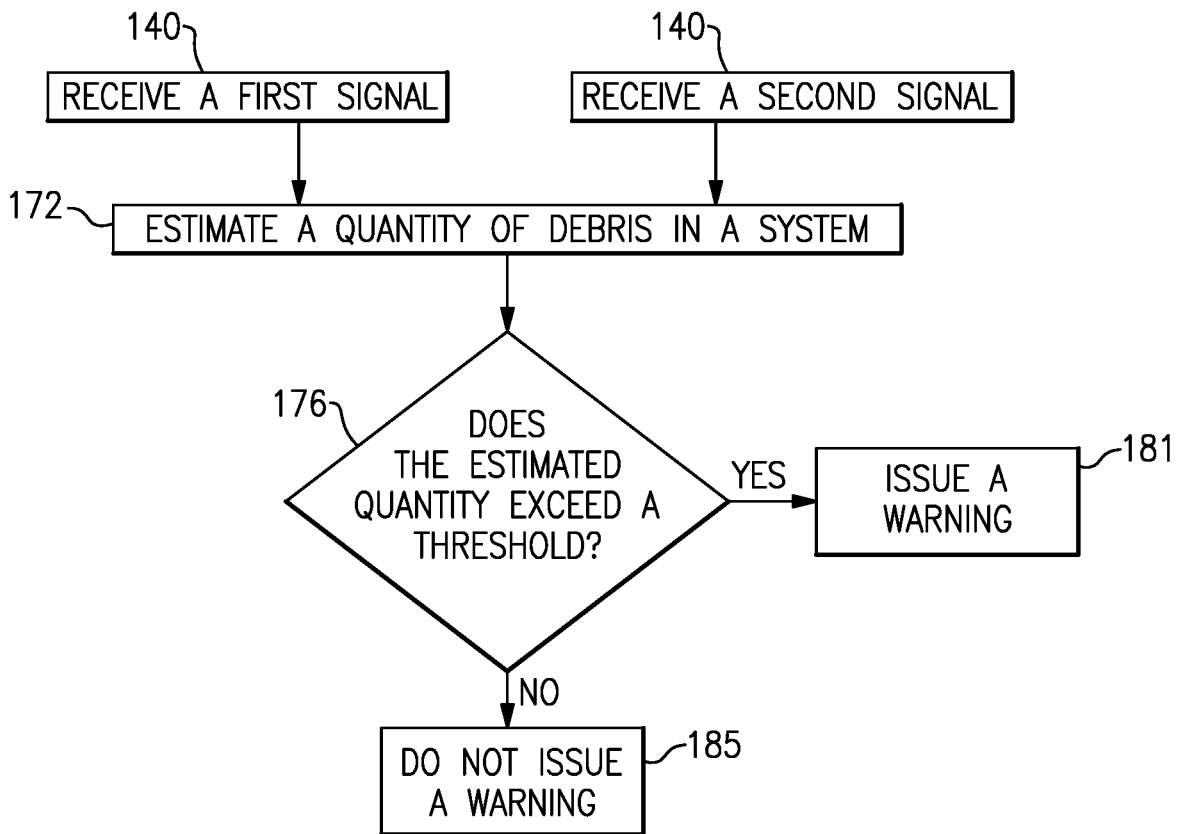 140
140
RECEIVE A FIRST SIGNAL
RECEIVE A SECOND SIGNAL
172
ESTIMATE A QUANTITY OF DEBRIS IN A SYSTEM
176
DOES
THE ESTIMATED
QUANTITY EXCEED A
THRESHOLD?
YES
ISSUE A
WARNING
181
NO
DO NOT ISSUE
A WARNING
185